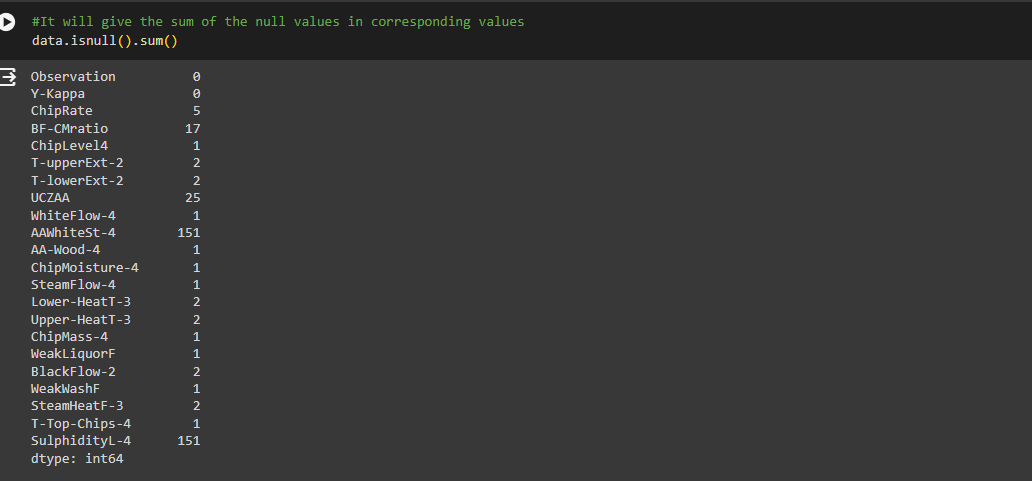 #It will give the sum of the null values in corresponding values
data.isnull().sum()
Observation 0
Y-Kappa 0
ChipRate 5
BF-CMratio 17
ChipLevel4 1
T-upperExt-2 2
T-lowerExt-2 2
UCZAA 25
WhiteFlow-4 1
AAWhiteSt-4 151
AA-Wood-4 1
ChipMoisture-4 1
SteamFlow-4 1
Lower-HeatT-3 2
Upper-HeatT-3 2
ChipMass-4 1
WeakLiquorF 1
BlackFlow-2 2
WeakWashF 1
SteamHeatF-3 2
T-Top-Chips-4 1
SulphidityL-4 151
dtype: int64